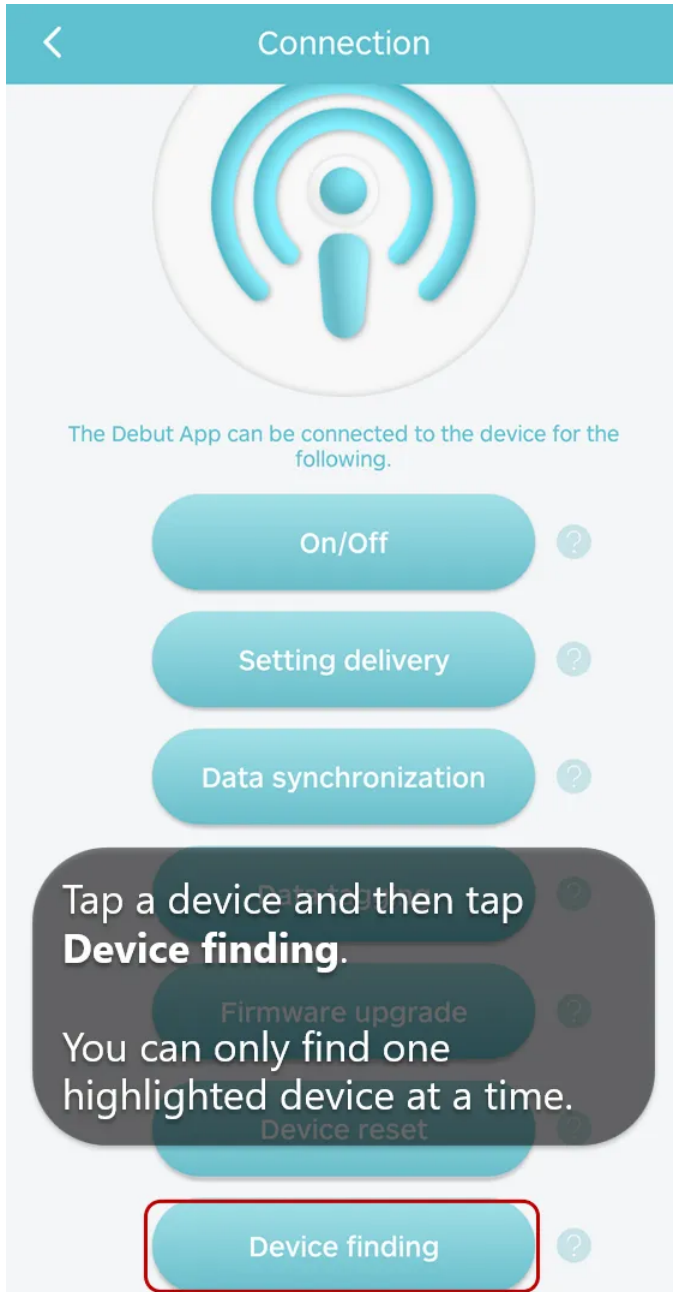 Connection
The Debut App can be connected to the device for the
following.
On/Off
?
Setting delivery
?
Data synchronization
?
Data tagging
?
Tap a device and then tap
Device finding.
Firmware upgrade
?
You can only find one
highlighted device at a time.
Device reset
?
Device finding
?